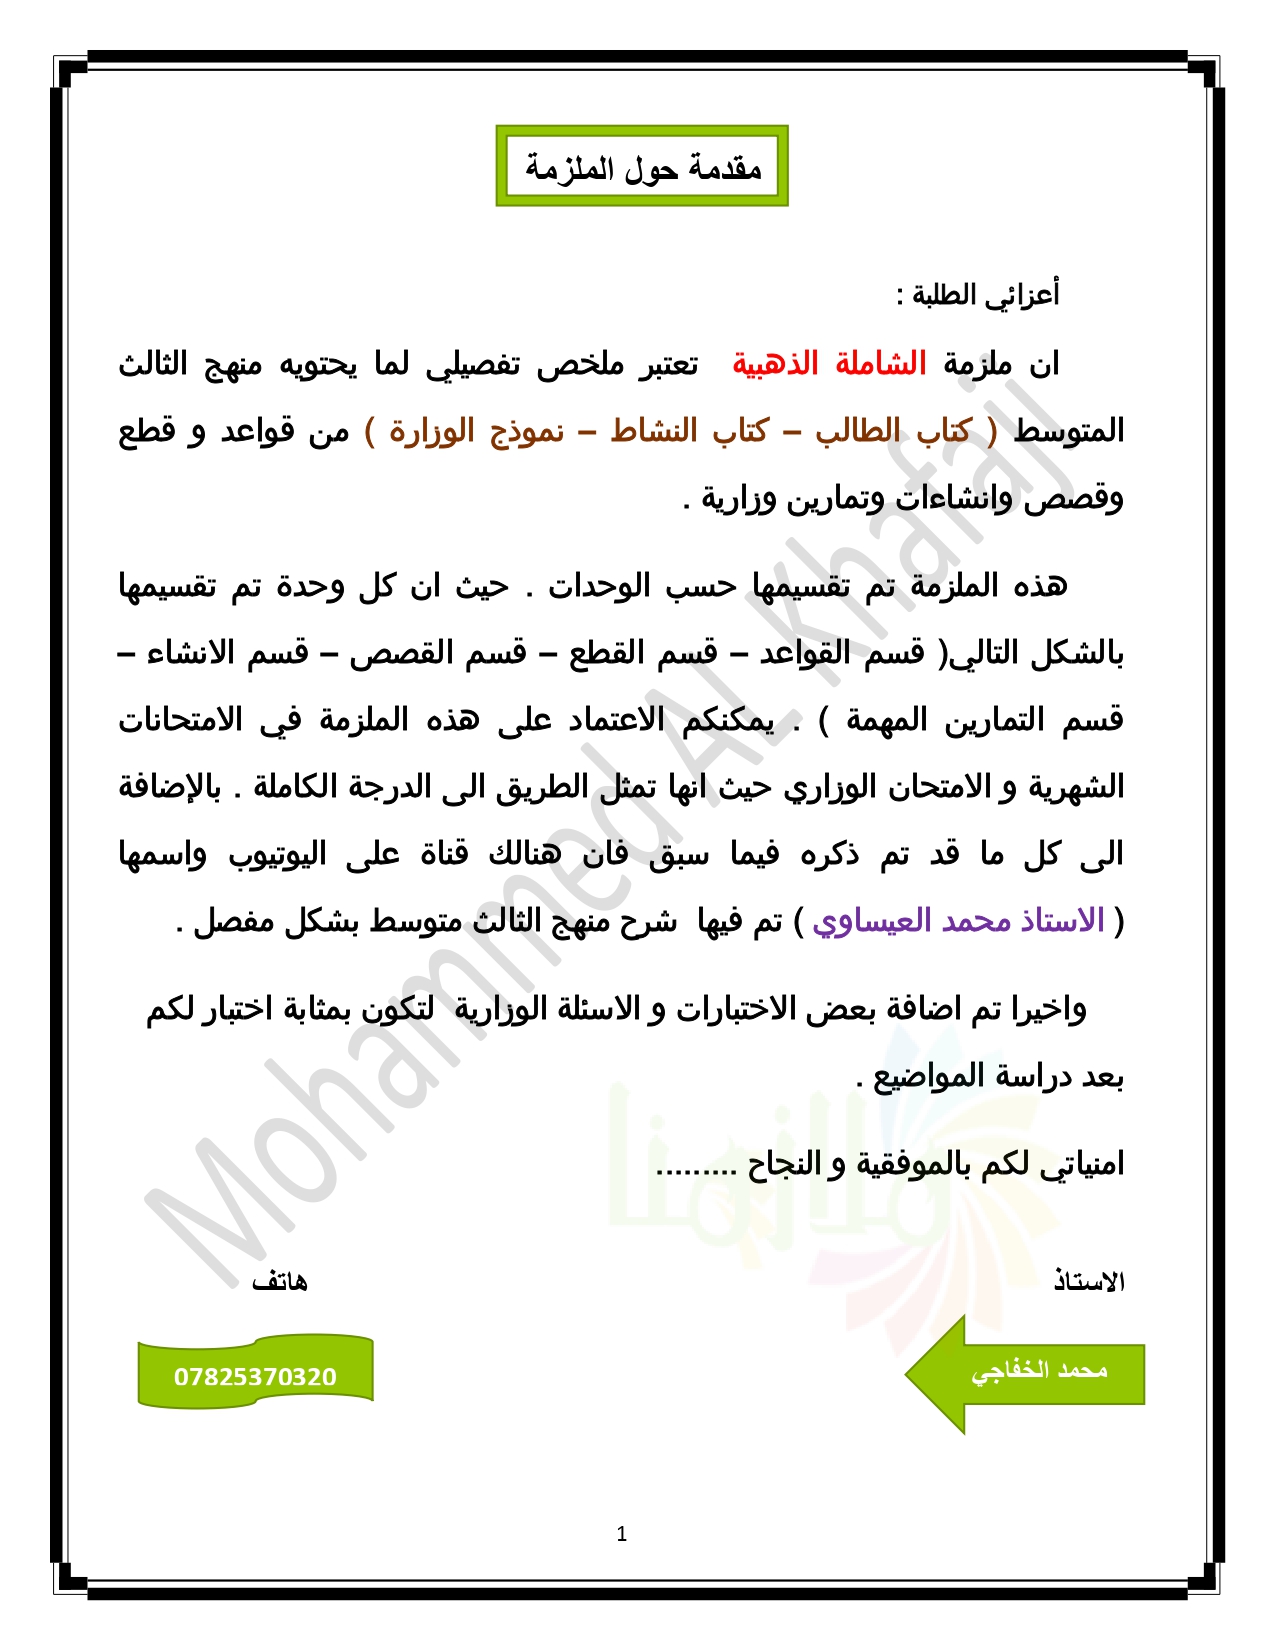 مقدمة حول الملزمة
أعزائي الطلبة :
ان ملزمة الشاملة الذهبية تعتبر ملخص تفصيلي لما يحتويه منهج الثالث
المتوسط ( كتاب الطالب – كتاب النشاط – نموذج الوزارة ) من قواعد و قطع
وقصص وانشاءات وتمارين وزارية .
هذه الملزمة تم تقسيمها حسب الوحدات . حيث ان كل وحدة تم تقسيمها
بالشكل التالي( قسم القواعد – قسم القطع – قسم القصص – قسم الانشاء –
قسم التمارين المهمة ) . يمكنكم الاعتماد على هذه الملزمة في الامتحانات
الشهرية و الامتحان الوزاري حيث انها تمثل الطريق الى الدرجة الكاملة . بالإضافة
الى كل ما قد تم ذكره فيما سبق فان هنالك قناة على اليوتيوب واسمها
( الاستاذ محمد العيساوي ) تم فيها شرح منهج الثالث متوسط بشكل مفصل .
واخيرا تم اضافة بعض الاختبارات و الاسئلة الوزارية لتكون بمثابة اختبار لكم
بعد دراسة المواضيع .
امنياتي لكم بالموفقية و النجاح .........
الاستاذ هاتف
محمد الخفاجي 07825370320
1
Mohammed AL Khafaji
ملازمنا